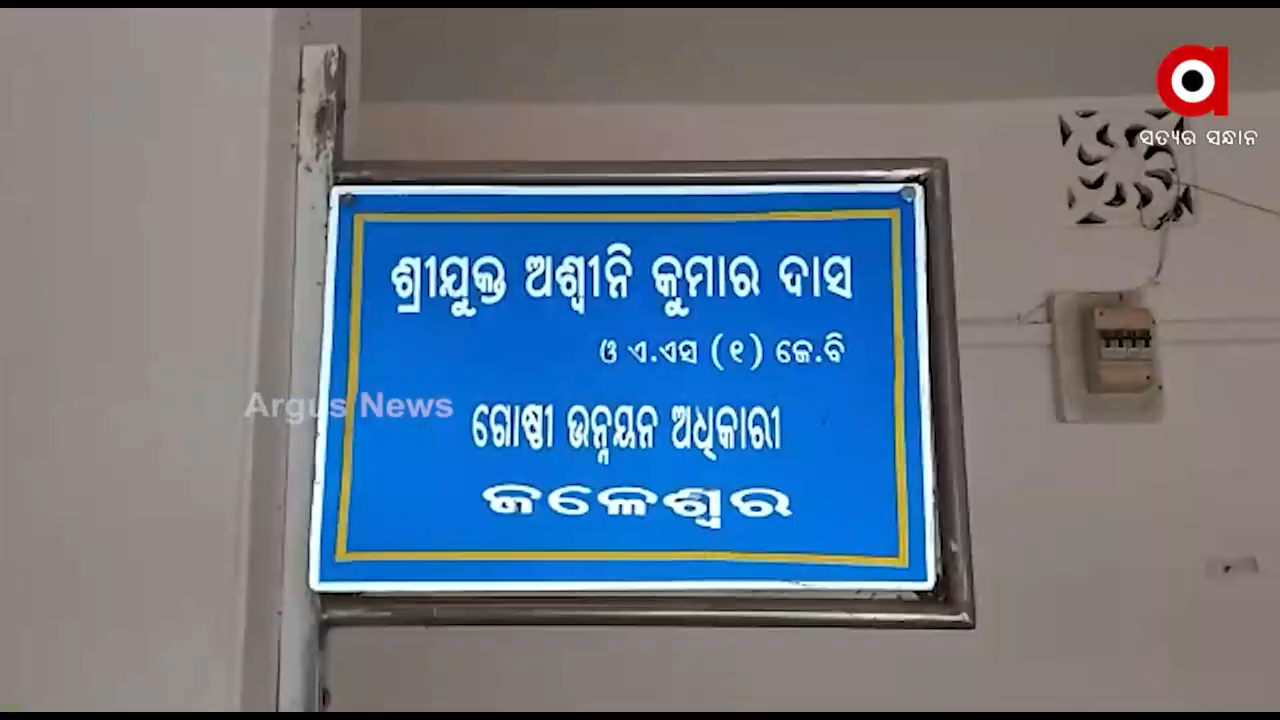 ସତ୍ୟର ସନ୍ଧାନ
ଶ୍ରୀଯୁକ୍ତ ଅଶ୍ୱୀନି କୁମାର ଦାସ
ଓ ଏ.ଏସ (୧) କେ.ବି
Argus News
ଗୋଷ୍ଠୀ ଉନ୍ନୟନ ଅଧିକାରୀ
ଜଳେଶ୍ୱର